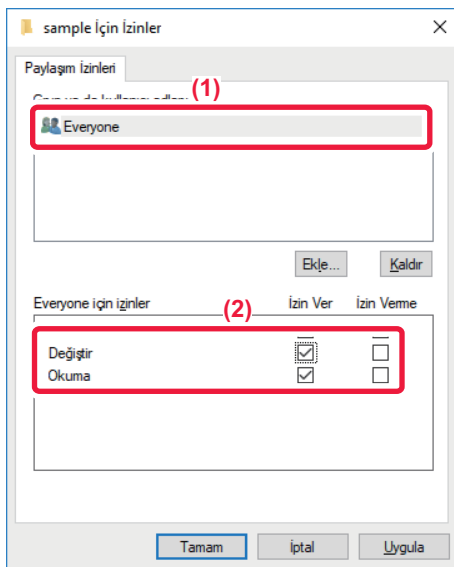 sample İçin İzinler
Paylaşım İzinleri
(1)
Everyone
Ekle... Kaldır
Everyone için izinler (2) İzin Ver İzin Verme
Değiştir
Okuma
Tamam İptal Uygula